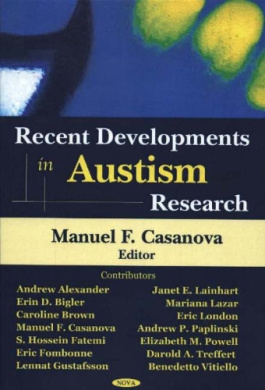 Recent Developments
in Austism
Research
Manuel F. Casanova
Editor
Contributors
Andrew Alexander
Erin D. Bigler
Caroline Brown
Manuel F. Casanova
S. Hossein Fatemi
Eric Fombonne
Lennat Gustafsson
Janet E. Lainhart
Mariana Lazar
Eric London
Andrew P. Paplinski
Elizabeth M. Powell
Darold A. Treffert
Benedetto Vitiello
NOVA